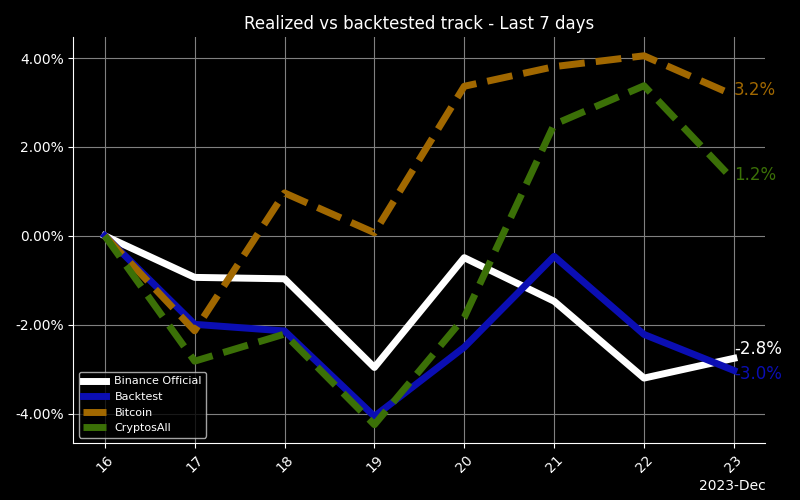 Realized vs backtested track - Last 7 days
4.00%
2.00%
0.00%
-2.00%
-4.00%
3.2%
1.2%
-2.8%
-3.0%
Binance Official
Backtest
Bitcoin
CryptosAll
16 17 18 19 20 21 22 23
2023-Dec